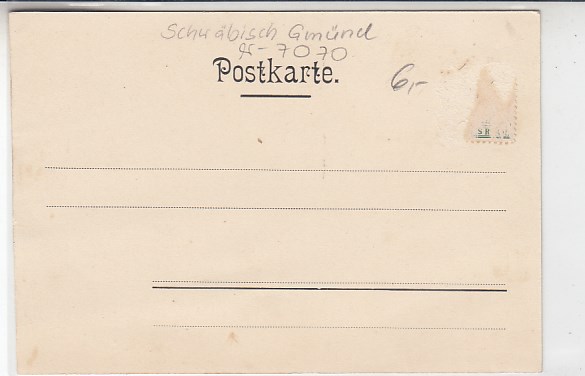 Schwäbisch Gmünd
7070
Postkarte.
6,-